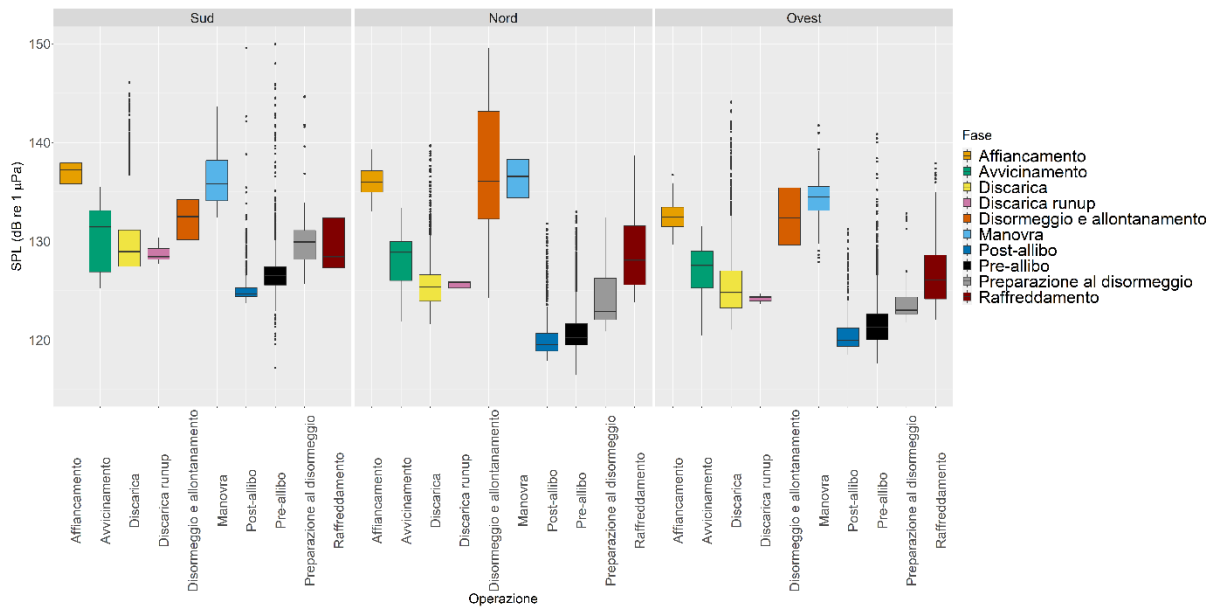 Sud
Nord
Ovest
SPL (dB re 1 μPa)
150
140
130
120
Affiancamento
Avvicinamento
Discarica
Discarica runup
Disormeggio e allontanamento
Manovra
Post-allibo
Pre-allibo
Preparazione al disormeggio
Raffreddamento
Affiancamento
Avvicinamento
Discarica
Discarica runup
Disormeggio e allontanamento
Manovra
Post-allibo
Pre-allibo
Preparazione al disormeggio
Raffreddamento
Affiancamento
Avvicinamento
Discarica
Discarica runup
Disormeggio e allontanamento
Manovra
Post-allibo
Pre-allibo
Preparazione al disormeggio
Raffreddamento
Operazione
Fase
Affiancamento
Avvicinamento
Discarica
Discarica runup
Disormeggio e allontanamento
Manovra
Post-allibo
Pre-allibo
Preparazione al disormeggio
Raffreddamento